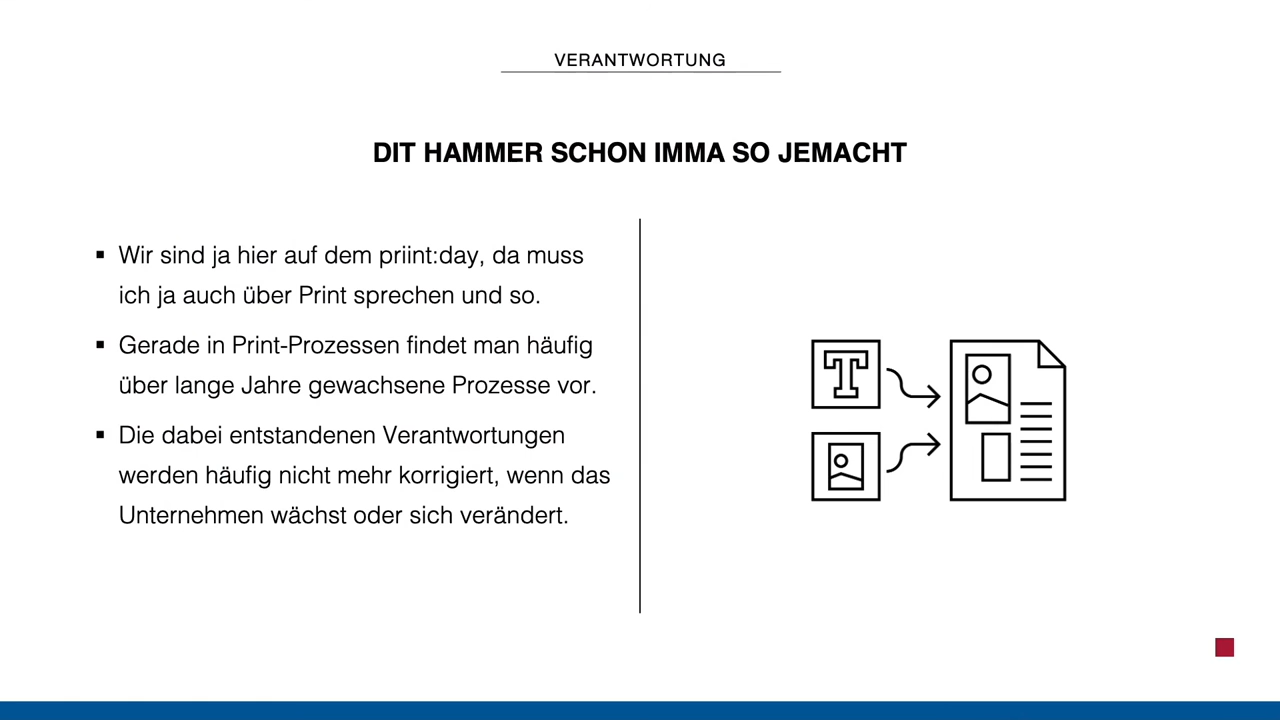 VERANTWORTUNG
DIT HAMMER SCHON IMMA SO JEMACHT
▪ Wir sind ja hier auf dem priint:day, da muss
ich ja auch über Print sprechen und so.
▪ Gerade in Print-Prozessen findet man häufig
über lange Jahre gewachsene Prozesse vor.
▪ Die dabei entstandenen Verantwortungen
werden häufig nicht mehr korrigiert, wenn das
Unternehmen wächst oder sich verändert.
T